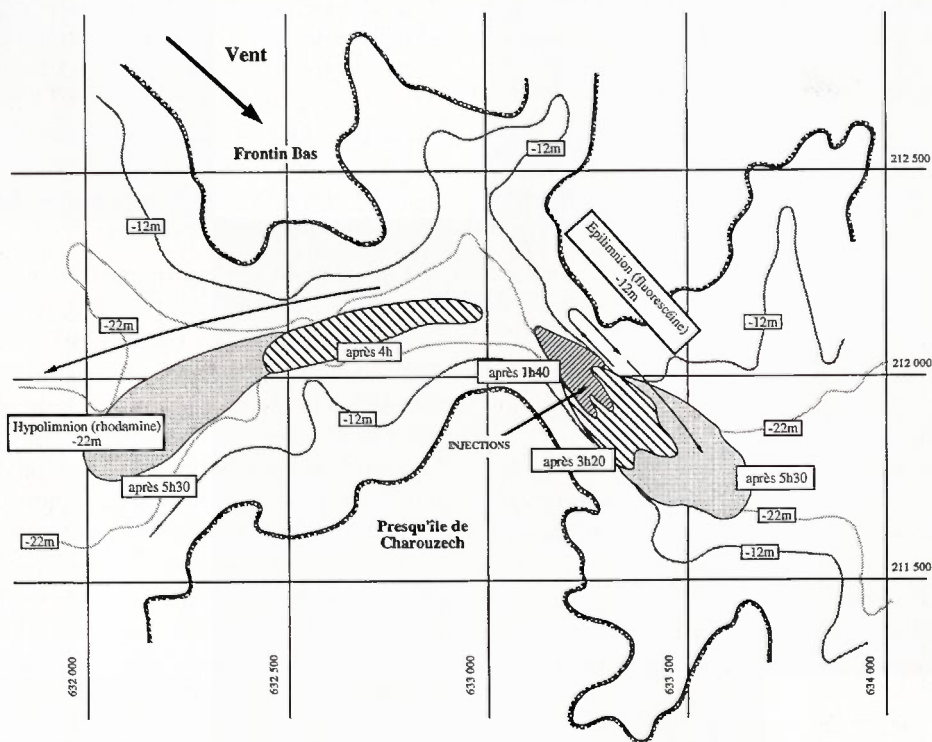 Vent
Frontin Bas
-12m
212 500
-12m
Epilimnion (fluorescéine)
-12m
-22m
-12m
après 4h
après 1h40
212 000
Hypolimnion (rhodamine)
-22m
-12m
-22m
INJECTIONS
après 3h20
après 5h30
après 5h30
-22m
-22m
Presqu'île de
Charouzech
-12m
211 500
632 000
632 500
633 000
633 500
634 000